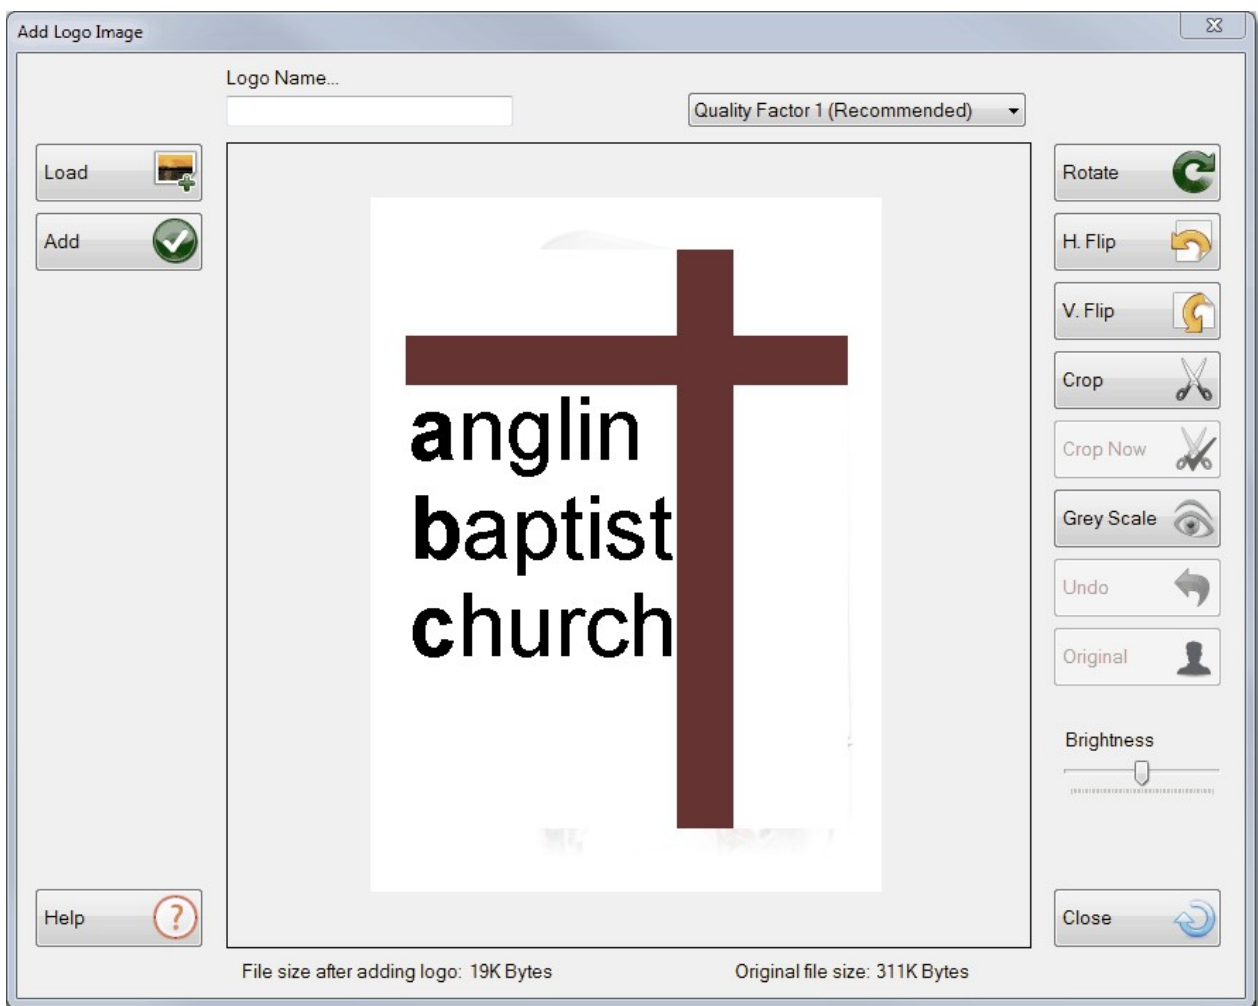 Add Logo Image
Logo Name...
Quality Factor 1 (Recommended)
Load
Add
Rotate
H. Flip
V. Flip
Crop
Crop Now
Grey Scale
Undo
Original
Brightness
anglin
baptist
church
Help
?
Close
File size after adding logo: 19K Bytes
Original file size: 311K Bytes